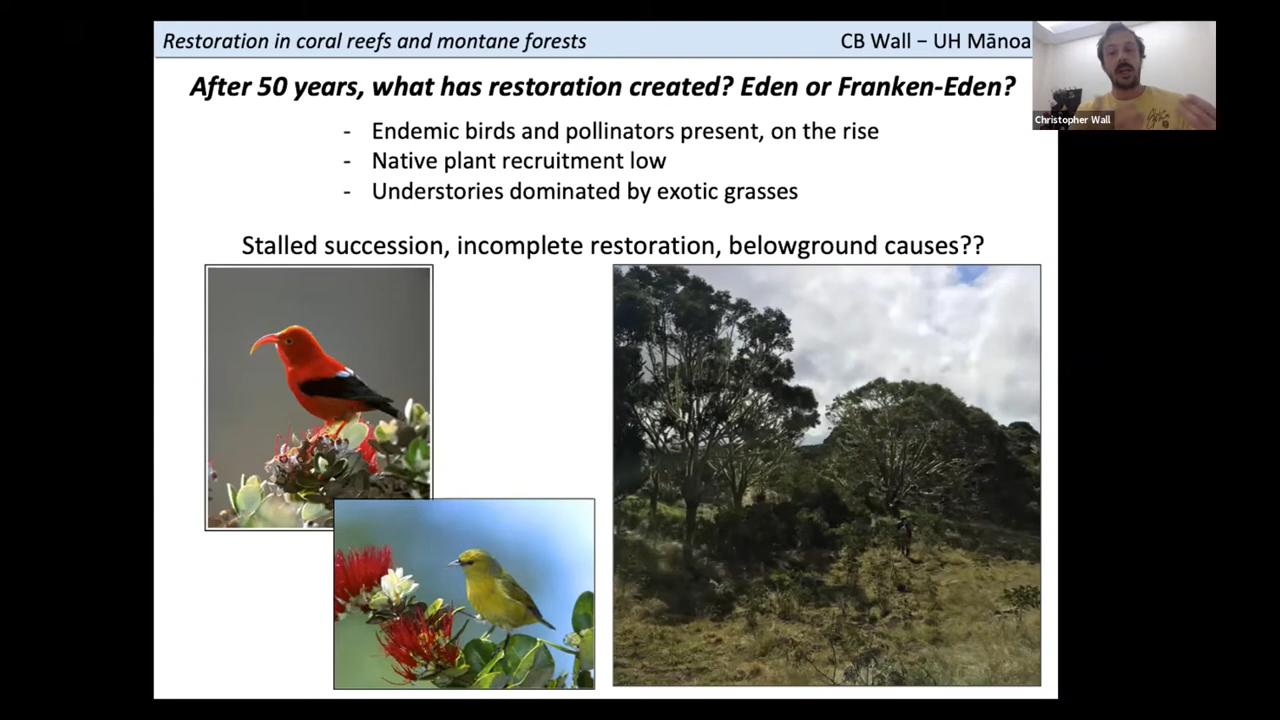 Restoration in coral reefs and montane forests
CB Wall – UH Mānoa
After 50 years, what has restoration created? Eden or Franken-Eden?
- Endemic birds and pollinators present, on the rise
- Native plant recruitment low
- Understories dominated by exotic grasses
Stalled succession, incomplete restoration, belowground causes??
Christopher Wall